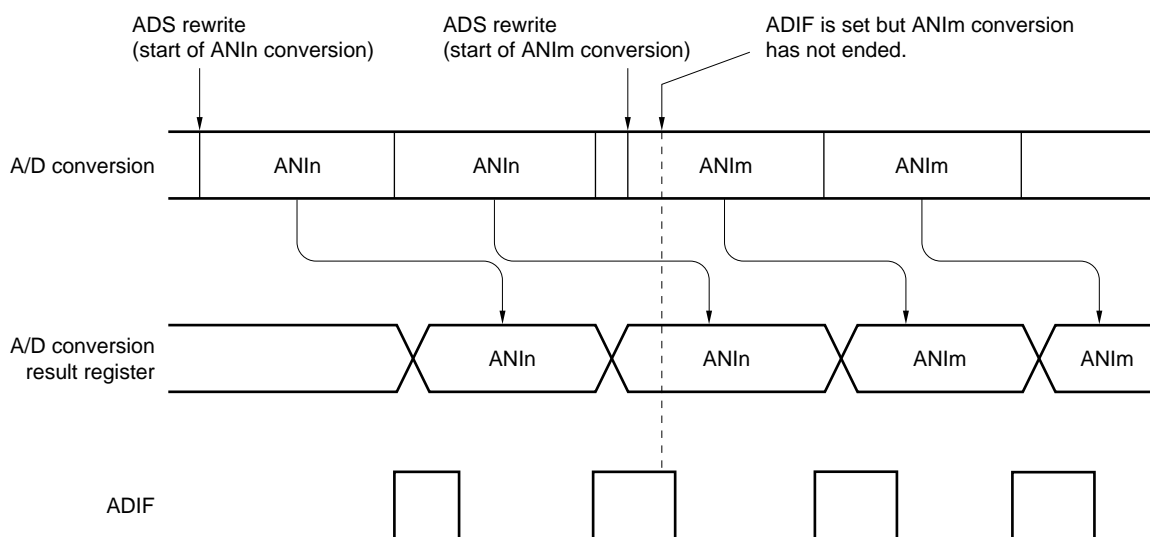 ADS rewrite
(start of ANIn conversion)
ADS rewrite
(start of ANIm conversion)
ADIF is set but ANIm conversion
has not ended.
A/D conversion
ANIn
ANIn
ANIm
ANIm
A/D conversion
result register
ANIn
ANIn
ANIm
ANIm
ADIF